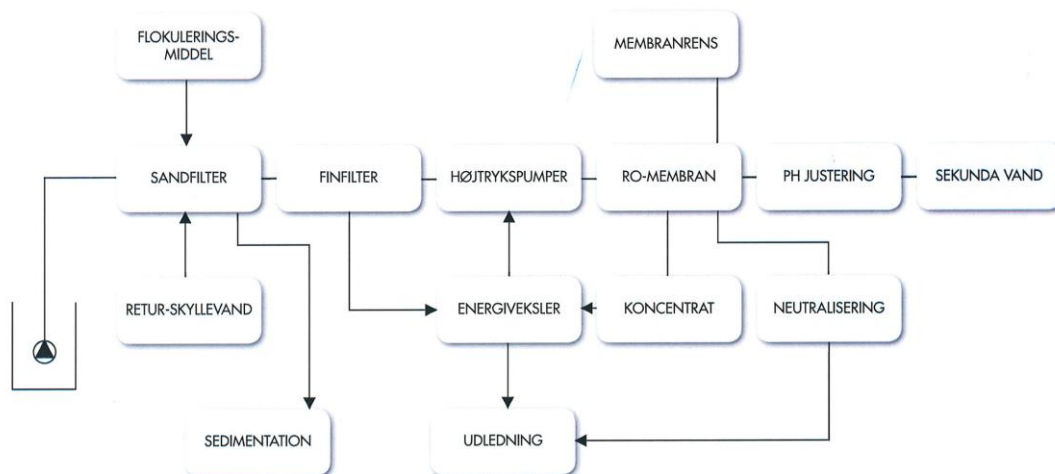 FLOKULERINGS-
MIDDEL
MEMBRANRENS
SANDFILTER
FINFILTER
HØJTRYKSPUMPER
RO-MEMBRAN
PH JUSTERING
SEKUNDA VAND
RETUR-SKYLLEVAND
ENERGIVEKSLER
KONCENTRAT
NEUTRALISERING
SEDIMENTATION
UDLEDNING